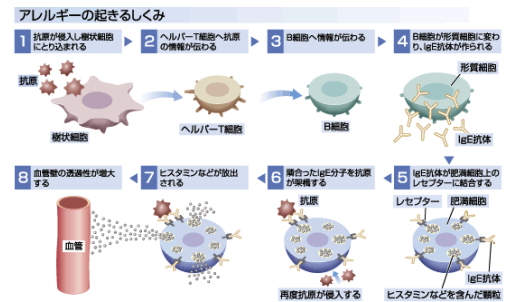 アレルギーの起きるしくみ
1 抗原が侵入し樹状細胞
にとり込まれる
2 ヘルパーT細胞へ抗原
の情報が伝わる
3 B細胞へ情報が伝わる
4 B細胞が形質細胞に変わ
り、IgE抗体が作られる
抗原
樹状細胞
ヘルパーT細胞
B細胞
形質細胞
IgE抗体
8 血管壁の透過性が増大
する
7 ヒスタミンなどが放出
される
6 隣合ったIgE分子を抗原
が架橋する
5 IgE抗体が肥満細胞上の
レセプターに結合する
血管
抗原
再度抗原が侵入する
レセプター
肥満細胞
IgE抗体
ヒスタミンなどを含んだ顆粒